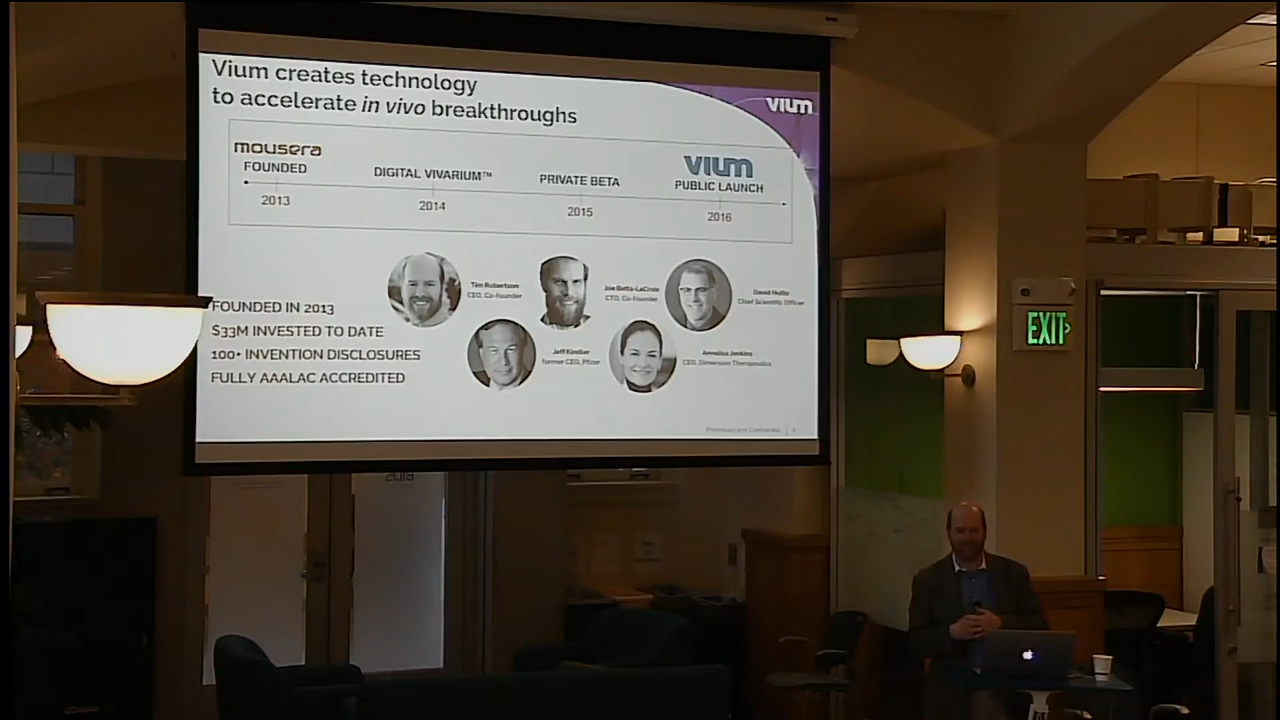 Vium creates technology
to accelerate in vivo breakthroughs
vium
mousera
FOUNDED
DIGITAL VIVARIUM™
PRIVATE BETA
vium
PUBLIC LAUNCH
2013
2014
2015
2016
Tim Robertson
CEO, Co-Founder
Joe Betts-LaCroix
CTO, Co-Founder
David Hutto
Chief Scientific Officer
FOUNDED IN 2013
$33M INVESTED TO DATE
100+ INVENTION DISCLOSURES
FULLY AAALAC ACCREDITED
Jeff Kindler
Former CEO, Pfizer
Annalisa Jenkins
CEO, Dimension Therapeutics
Proprietary and Confidential
EXIT